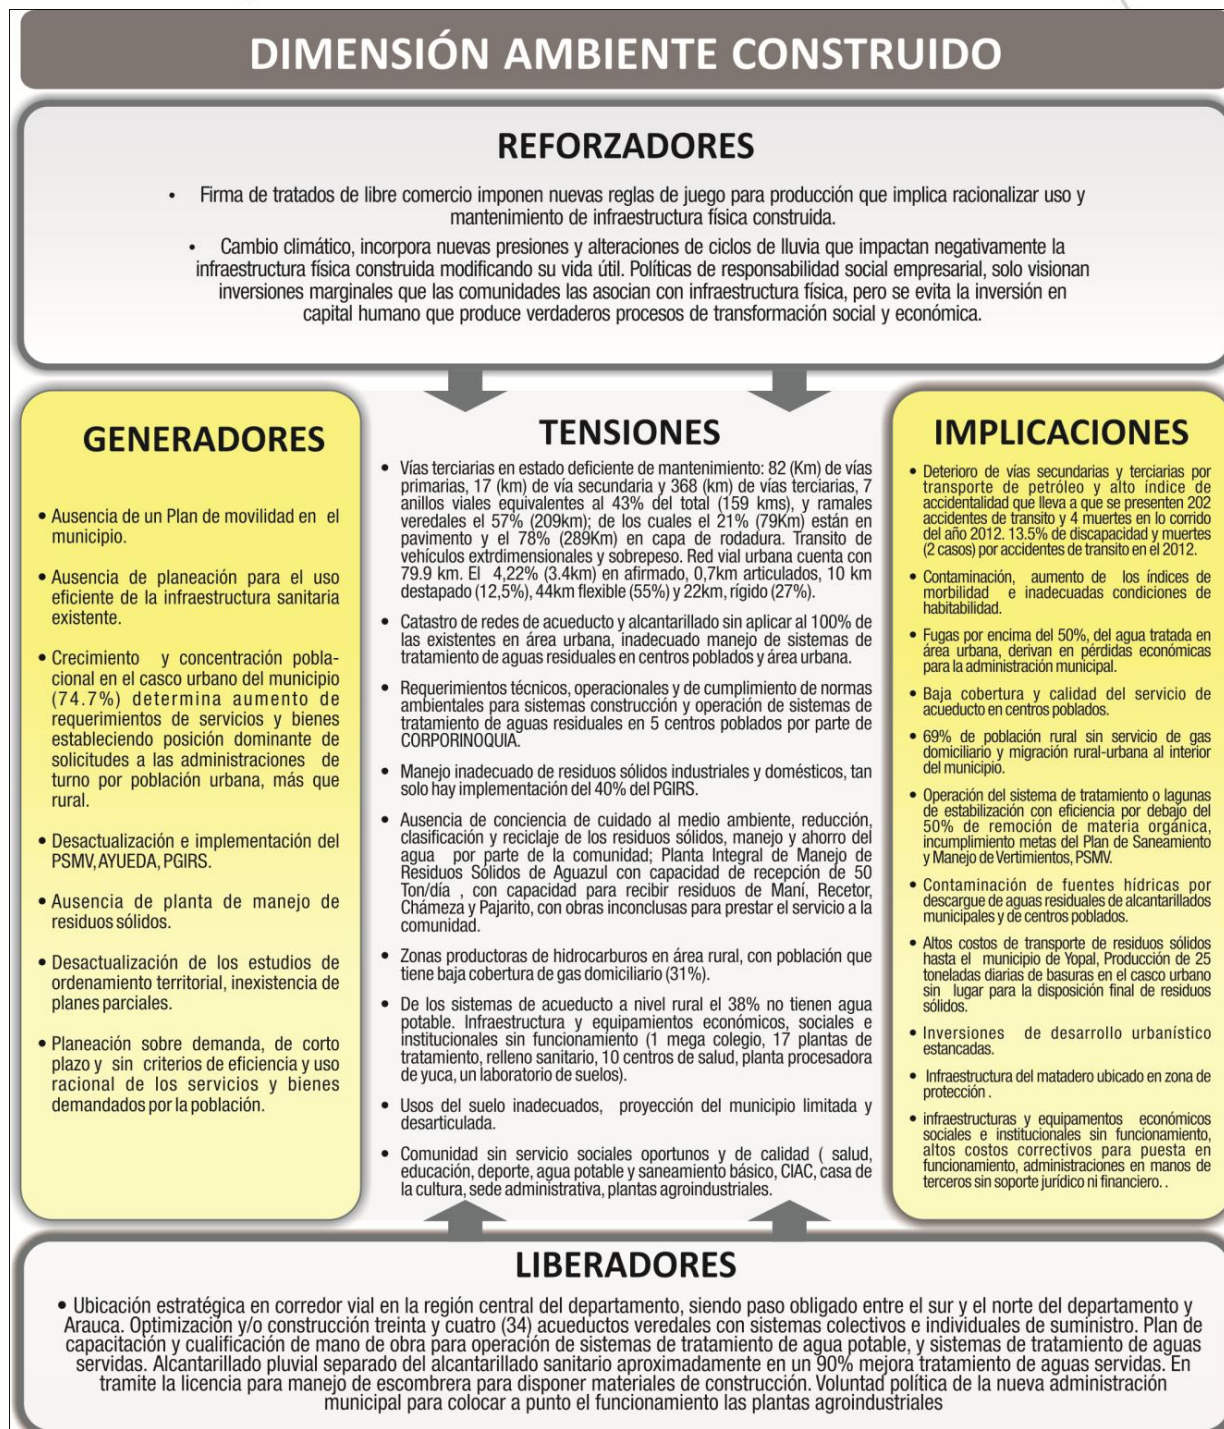 DIMENSIÓN AMBIENTE CONSTRUIDO
REFORZADORES
• Firma de tratados de libre comercio imponen nuevas reglas de juego para producción que implica racionalizar uso y
mantenimiento de infraestructura física construida.
• Cambio climático, incorpora nuevas presiones y alteraciones de ciclos de lluvia que impactan negativamente la
infraestructura física construida modificando su vida útil. Políticas de responsabilidad social empresarial, solo visionan
inversiones marginales que las comunidades las asocian con infraestructura física, pero se evita la inversión en
capital humano que produce verdaderos procesos de transformación social y económica.
GENERADORES
• Ausencia de un Plan de movilidad en el
municipio.
• Ausencia de planeación para el uso
eficiente de la infraestructura sanitaria
existente.
• Crecimiento y concentración pobla-
cional en el casco urbano del municipio
(74.7%) determina aumento de
requerimientos de servicios y bienes
estableciendo posición dominante de
solicitudes a las administraciones de
turno por población urbana, más que
rural.
• Desactualización e implementación del
PSMV, AYUEDA, PGIRS.
• Ausencia de planta de manejo de
residuos sólidos.
• Desactualización de los estudios de
ordenamiento territorial, inexistencia de
planes parciales.
• Planeación sobre demanda, de corto
plazo y sin criterios de eficiencia y uso
racional de los servicios y bienes
demandados por la población.
TENSIONES
• Vías terciarias en estado deficiente de mantenimiento: 82 (Km) de vías
primarias, 17 (km) de vía secundaria y 368 (km) de vías terciarias, 7
anillos viales equivalentes al 43% del total (159 kms), y ramales
veredales el 57% (209km); de los cuales el 21% (79Km) están en
pavimento y el 78% (289Km) en capa de rodadura. Transito de
vehículos extrdimensionales y sobrepeso. Red vial urbana cuenta con
79.9 km. El 4,22% (3.4km) en afirmado, 0,7km articulados, 10 km
destapado (12,5%), 44km flexible (55%) y 22km, rígido (27%).
• Catastro de redes de acueducto y alcantarillado sin aplicar al 100% de
las existentes en área urbana, inadecuado manejo de sistemas de
tratamiento de aguas residuales en centros poblados y área urbana.
• Requerimientos técnicos, operacionales y de cumplimiento de normas
ambientales para sistemas construcción y operación de sistemas de
tratamiento de aguas residuales en 5 centros poblados por parte de
CORPORINOQUIA.
• Manejo inadecuado de residuos sólidos industriales y domésticos, tan
solo hay implementación del 40% del PGIRS.
• Ausencia de conciencia de cuidado al medio ambiente, reducción,
clasificación y reciclaje de los residuos sólidos, manejo y ahorro del
agua por parte de la comunidad; Planta Integral de Manejo de
Residuos Sólidos de Aguazul con capacidad de recepción de 50
Ton/día , con capacidad para recibir residuos de Maní, Recetor,
Chámeza y Pajarito, con obras inconclusas para prestar el servicio a la
comunidad.
• Zonas productoras de hidrocarburos en área rural, con población que
tiene baja cobertura de gas domiciliario (31%).
• De los sistemas de acueducto a nivel rural el 38% no tienen agua
potable. Infraestructura y equipamientos económicos, sociales e
institucionales sin funcionamiento (1 mega colegio, 17 plantas de
tratamiento, relleno sanitario, 10 centros de salud, planta procesadora
de yuca, un laboratorio de suelos).
• Usos del suelo inadecuados, proyección del municipio limitada y
desarticulada.
• Comunidad sin servicio sociales oportunos y de calidad ( salud,
educación, deporte, agua potable y saneamiento básico, CIAC, casa de
la cultura, sede administrativa, plantas agroindustriales.
IMPLICACIONES
• Deterioro de vías secundarias y terciarias por
transporte de petróleo y alto índice de
accidentalidad que lleva a que se presenten 202
accidentes de transito y 4 muertes en lo corrido
del año 2012. 13.5% de discapacidad y muertes
(2 casos) por accidentes de transito en el 2012.
• Contaminación, aumento de los índices de
morbilidad e inadecuadas condiciones de
habitabilidad.
• Fugas por encima del 50%, del agua tratada en
área urbana, derivan en pérdidas económicas
para la administración municipal.
• Baja cobertura y calidad del servicio de
acueducto en centros poblados.
• 69% de población rural sin servicio de gas
domiciliario y migración rural-urbana al interior
del municipio.
• Operación del sistema de tratamiento o lagunas
de estabilización con eficiencia por debajo del
50% de remoción de materia orgánica,
incumplimiento metas del Plan de Saneamiento
y Manejo de Vertimientos, PSMV.
• Contaminación de fuentes hídricas por
descargue de aguas residuales de alcantarillados
municipales y de centros poblados.
• Altos costos de transporte de residuos sólidos
hasta el municipio de Yopal, Producción de 25
toneladas diarias de basuras en el casco urbano
sin lugar para la disposición final de residuos
sólidos.
• Inversiones de desarrollo urbanístico
estancadas.
• Infraestructura del matadero ubicado en zona de
protección .
• infraestructuras y equipamentos económicos
sociales e institucionales sin funcionamiento,
altos costos correctivos para puesta en
funcionamiento, administraciones en manos de
terceros sin soporte jurídico ni financiero. .
LIBERADORES
• Ubicación estratégica en corredor vial en la región central del departamento, siendo paso obligado entre el sur y el norte del departamento y
Arauca. Optimización y/o construcción treinta y cuatro (34) acueductos veredales con sistemas colectivos e individuales de suministro. Plan de
capacitación y cualificación de mano de obra para operación de sistemas de tratamiento de agua potable, y sistemas de tratamiento de aguas
servidas. Alcantarillado pluvial separado del alcantarillado sanitario aproximadamente en un 90% mejora tratamiento de aguas servidas. En
tramite la licencia para manejo de escombrera para disponer materiales de construcción. Voluntad política de la nueva administración
municipal para colocar a punto el funcionamiento las plantas agroindustriales